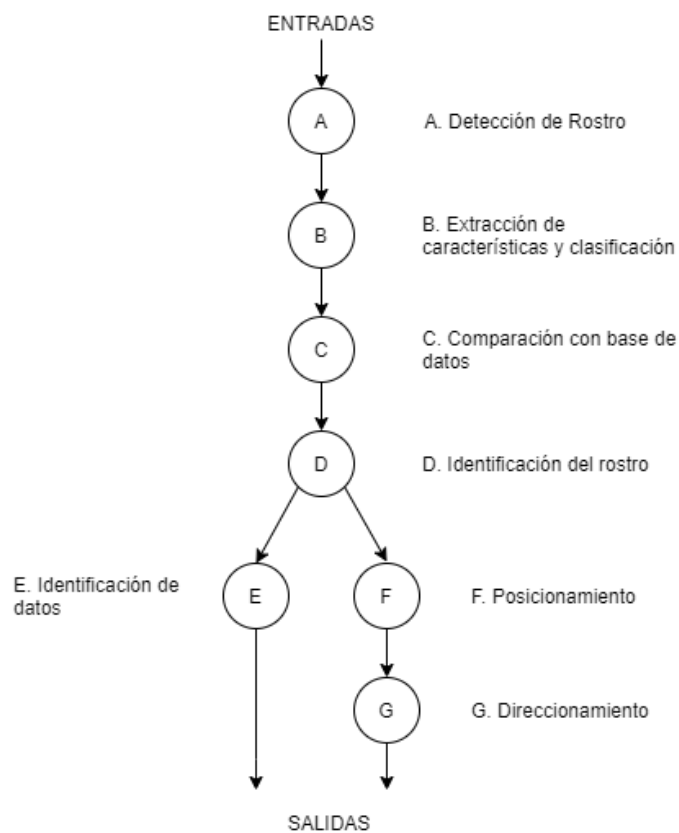 ENTRADAS
A
A. Detección de Rostro
B
B. Extracción de
características y clasificación
C
C. Comparación con base de
datos
D
D. Identificación del rostro
E. Identificación de
datos
E
F
F. Posicionamiento
G
G. Direccionamiento
SALIDAS